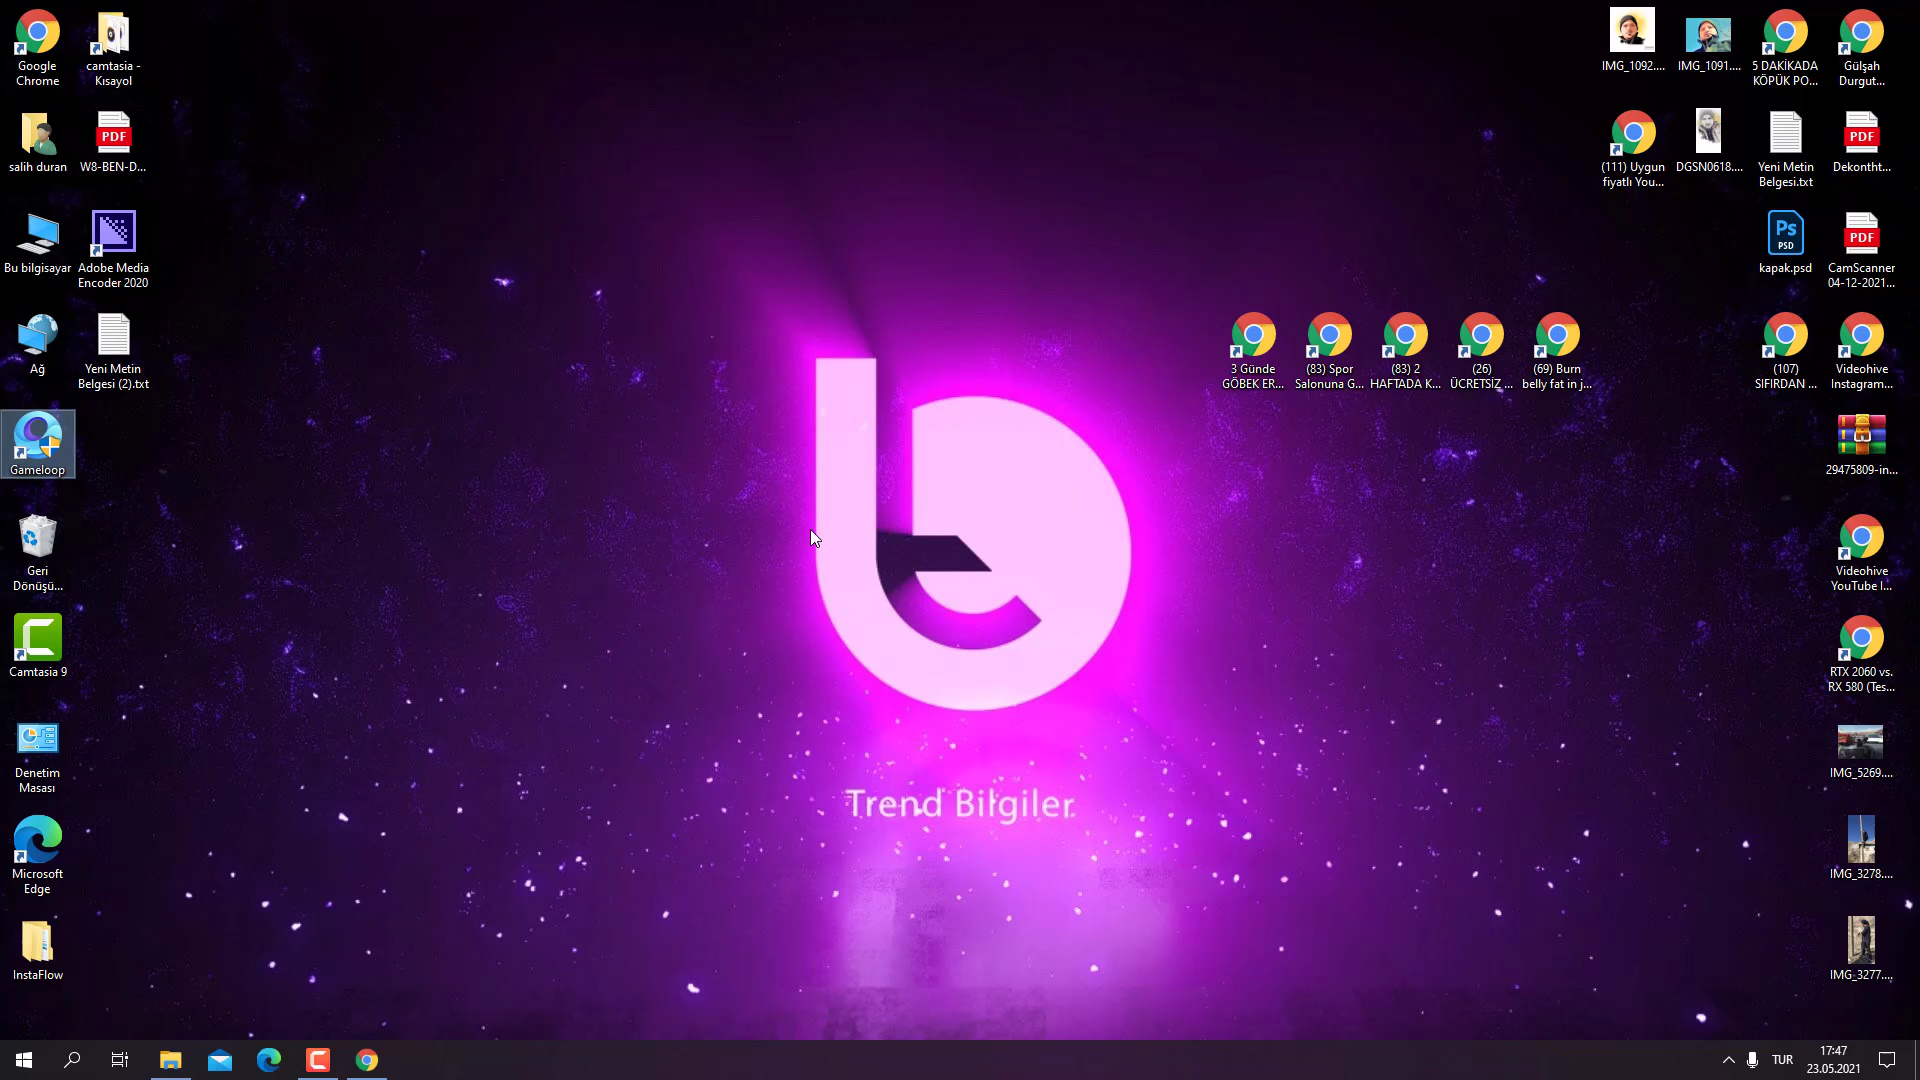 Google
Chrome
camtasia -
Kısayol
salih duran
W8-BEN-D...
Bu bilgisayar
Adobe Media
Encoder 2020
Ağ
Yeni Metin
Belgesi (2).txt
Gameloop
Geri
Dönüşü...
Camtasia 9
Denetim
Masası
Microsoft
Edge
InstaFlow
Trend Bilgiler
3 Günde
GÖBEK ER...
(83) Spor
Salonuna G...
(83) 2
HAFTADA K...
(26)
ÜCRETSİZ ...
(69) Burn
belly fat in j...
IMG_1092....
IMG_1091....
5 DAKİKADA
KÖPÜK PO...
Gülşah
Durgut...
(111) Uygun
fiyatlı You...
DGSN0618....
Yeni Metin
Belgesi.txt
PDF
Dekontht...
Ps
PSD
kapak.psd
PDF
CamScanner
04-12-2021...
(107)
SIFIRDAN ...
Videohive
Instagram...
29475809-in...
Videohive
YouTube l...
RTX 2060 vs.
RX 580 (Tes...
IMG_5269....
IMG_3278....
IMG_3277....
PDF
TUR
17:47
23.05.2021